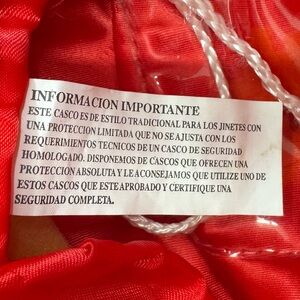 INFORMACION IMPORTANTE
ESTE CASCO ES DE ESTILO TRADICIONAL PARA LOS JINETES CON
UNA PROTECCION LIMITADA QUE NO SE AJUSTA CON LOS
REQUERIMIENTOS TECNICOS DE UN CASCO DE SEGURIDAD
HOMOLOGADO. DISPONEMOS DE CASCOS QUE OFRECEN UNA
PROTECCIÓN ABSOLUTA Y LE ACONSEJAMOS QUE UTILIZE UNO DE
ESTOS CASCOS QUE ESTE APROBADO Y CERTIFIQUE UNA
SEGURIDAD COMPLETA.